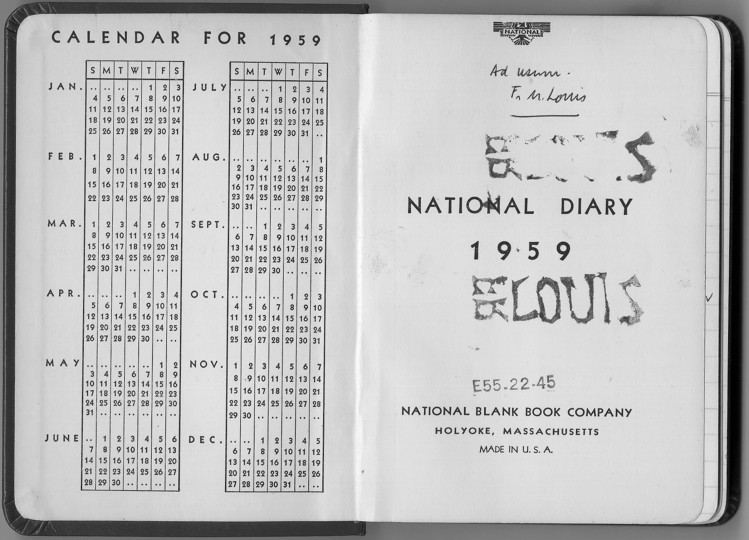 CALENDAR FOR 1959
S M T W T F S
JAN. .. .. .. .. 1 2 3
4 5 6 7 8 9 10
11 12 13 14 15 16 17
18 19 20 21 22 23 24
25 26 27 28 29 30 31
FEB. 1 2 3 4 5 6 7
8 9 10 11 12 13 14
15 16 17 18 19 20 21
22 23 24 25 26 27 28
MAR. 1 2 3 4 5 6 7
8 9 10 11 12 13 14
15 16 17 18 19 20 21
22 23 24 25 26 27 28
29 30 31 .. .. .. ..
APR. .. .. .. 1 2 3 4
5 6 7 8 9 10 11
12 13 14 15 16 17 18
19 20 21 22 23 24 25
26 27 28 29 30 .. ..
MAY .. .. .. .. .. 1 2
3 4 5 6 7 8 9
10 11 12 13 14 15 16
17 18 19 20 21 22 23
24 25 26 27 28 29 30
31 .. .. .. .. .. ..
JUNE .. 1 2 3 4 5 6
7 8 9 10 11 12 13
14 15 16 17 18 19 20
21 22 23 24 25 26 27
28 29 30 .. .. .. ..
S M T W T F S
JULY .. .. .. 1 2 3 4
5 6 7 8 9 10 11
12 13 14 15 16 17 18
19 20 21 22 23 24 25
26 27 28 29 30 31 ..
AUG. .. .. .. .. .. .. 1
2 3 4 5 6 7 8
9 10 11 12 13 14 15
16 17 18 19 20 21 22
23 24 25 26 27 28 29
30 31 .. .. .. .. ..
SEPT. .. .. 1 2 3 4 5
6 7 8 9 10 11 12
13 14 15 16 17 18 19
20 21 22 23 24 25 26
27 28 29 30 .. .. ..
OCT. .. .. .. .. 1 2 3
4 5 6 7 8 9 10
11 12 13 14 15 16 17
18 19 20 21 22 23 24
25 26 27 28 29 30 31
NOV. 1 2 3 4 5 6 7
8 9 10 11 12 13 14
15 16 17 18 19 20 21
22 23 24 25 26 27 28
29 30 .. .. .. .. ..
DEC. .. .. 1 2 3 4 5
6 7 8 9 10 11 12
13 14 15 16 17 18 19
20 21 22 23 24 25 26
27 28 29 30 31 .. ..
NATIONAL
Ad usum.
Fr. M. Louis
NATIONAL DIARY
1959
FR LOUIS
E55-22-45
NATIONAL BLANK BOOK COMPANY
HOLYOKE, MASSACHUSETTS
MADE IN U. S. A.